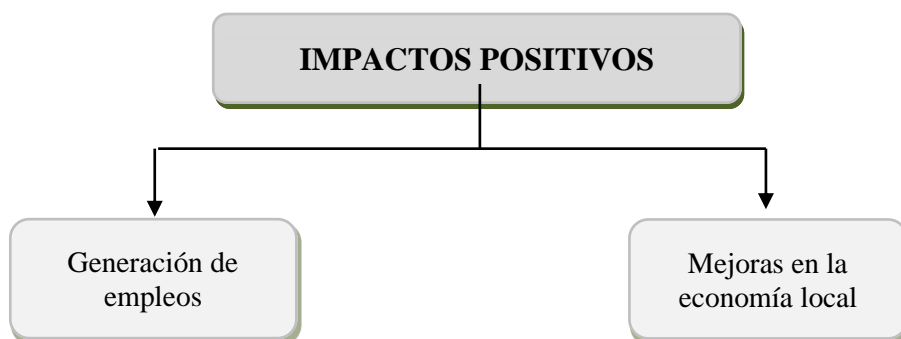 IMPACTOS POSITIVOS
Generación de
empleos
Mejoras en la
economía local